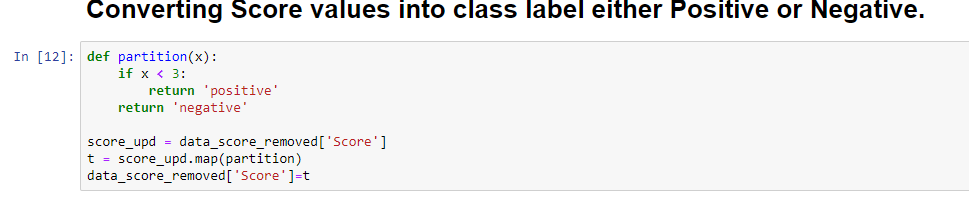 Converting Score values into class label either Positive or Negative.
In [12]: def partition(x):
    if x < 3:
        return 'positive'
    return 'negative'

score_upd = data_score_removed['Score']
t = score_upd.map(partition)
data_score_removed['Score']=t